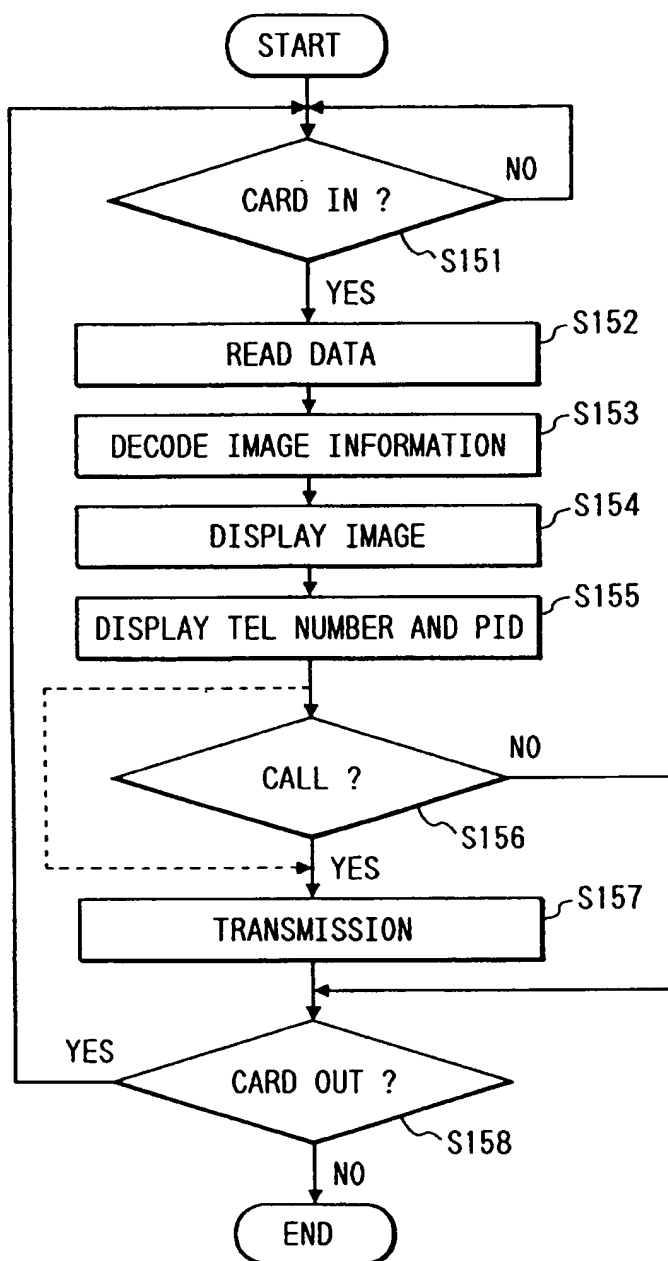 START
CARD IN ?
NO
S151
YES
S152
READ DATA
S153
DECODE IMAGE INFORMATION
S154
DISPLAY IMAGE
S155
DISPLAY TEL NUMBER AND PID
NO
CALL ?
S156
YES
S157
TRANSMISSION
YES
CARD OUT ?
S158
NO
END